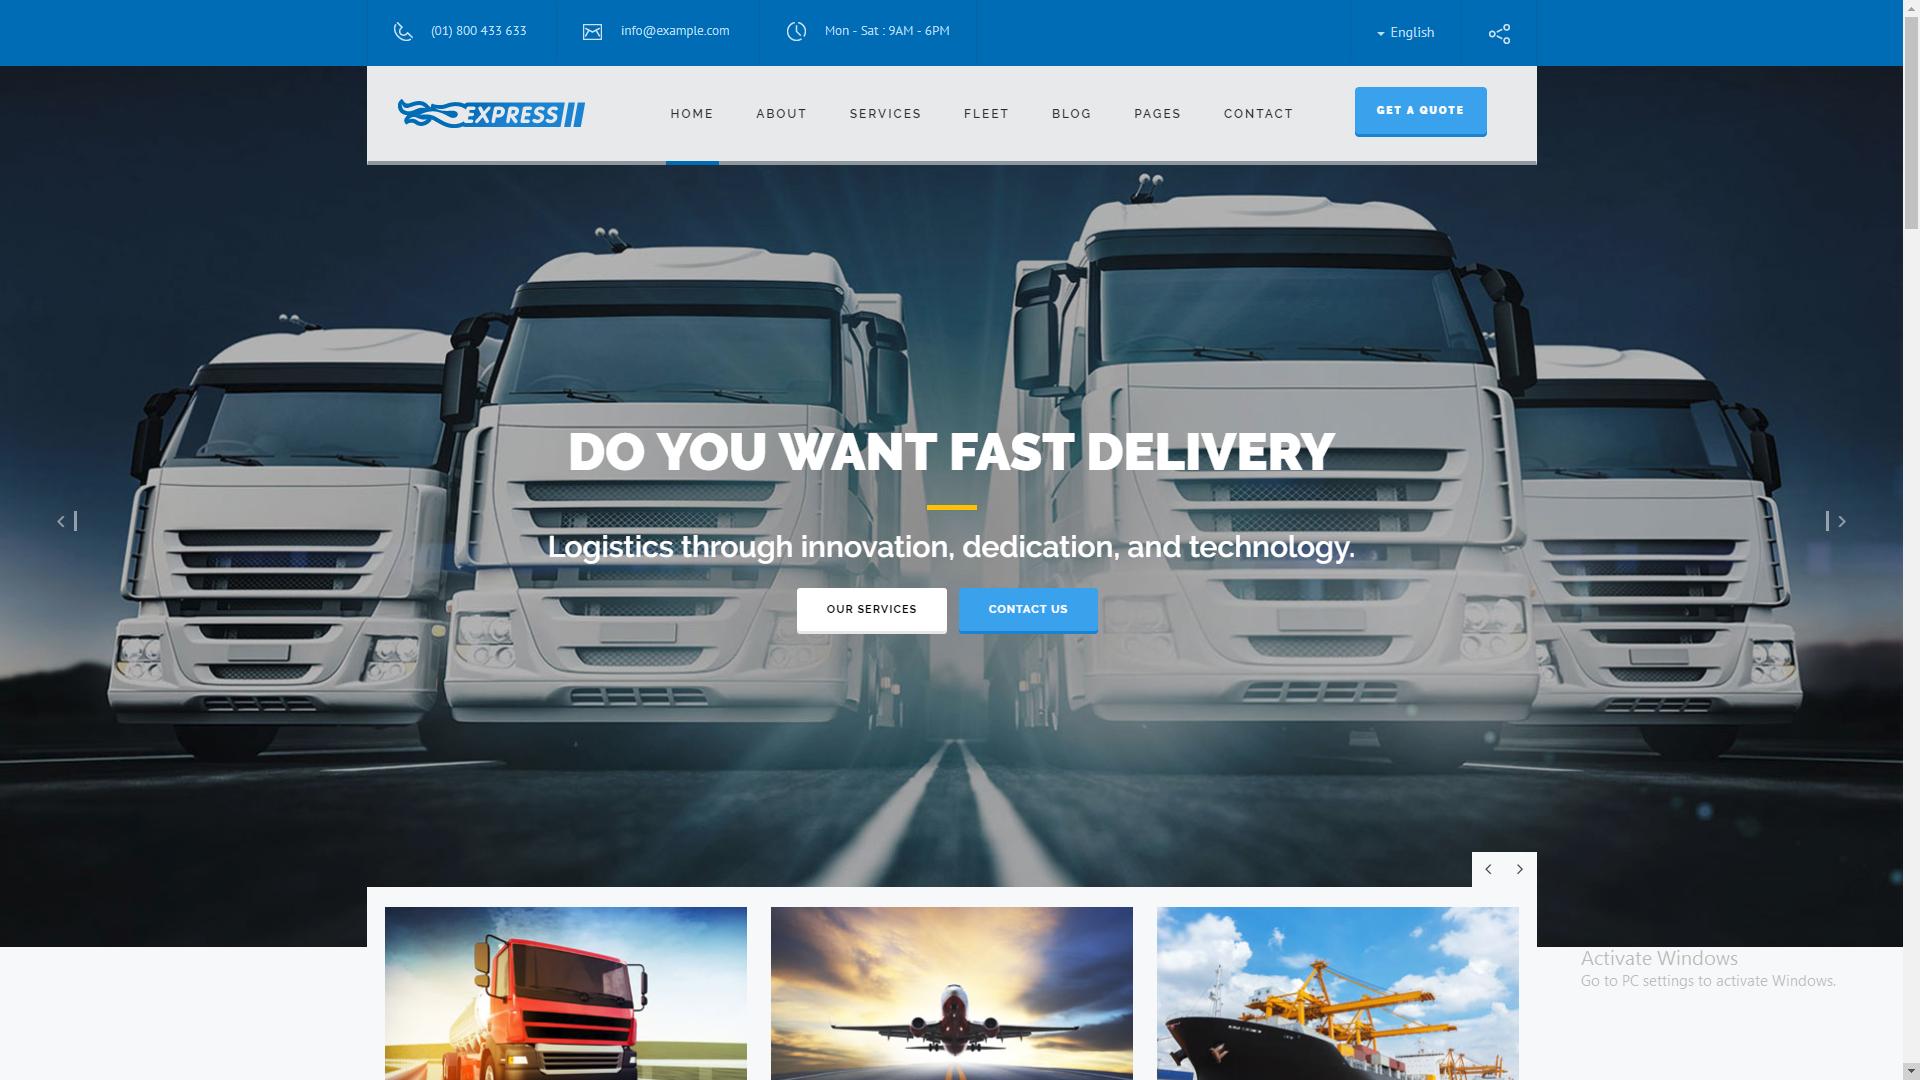 (01) 800 433 633
info@example.com
Mon - Sat : 9AM - 6PM
English
EXPRESS
HOME
ABOUT
SERVICES
FLEET
BLOG
PAGES
CONTACT
GET A QUOTE
DO YOU WANT FAST DELIVERY
Logistics through innovation, dedication, and technology.
OUR SERVICES
CONTACT US
Activate Windows
Go to PC settings to activate Windows.